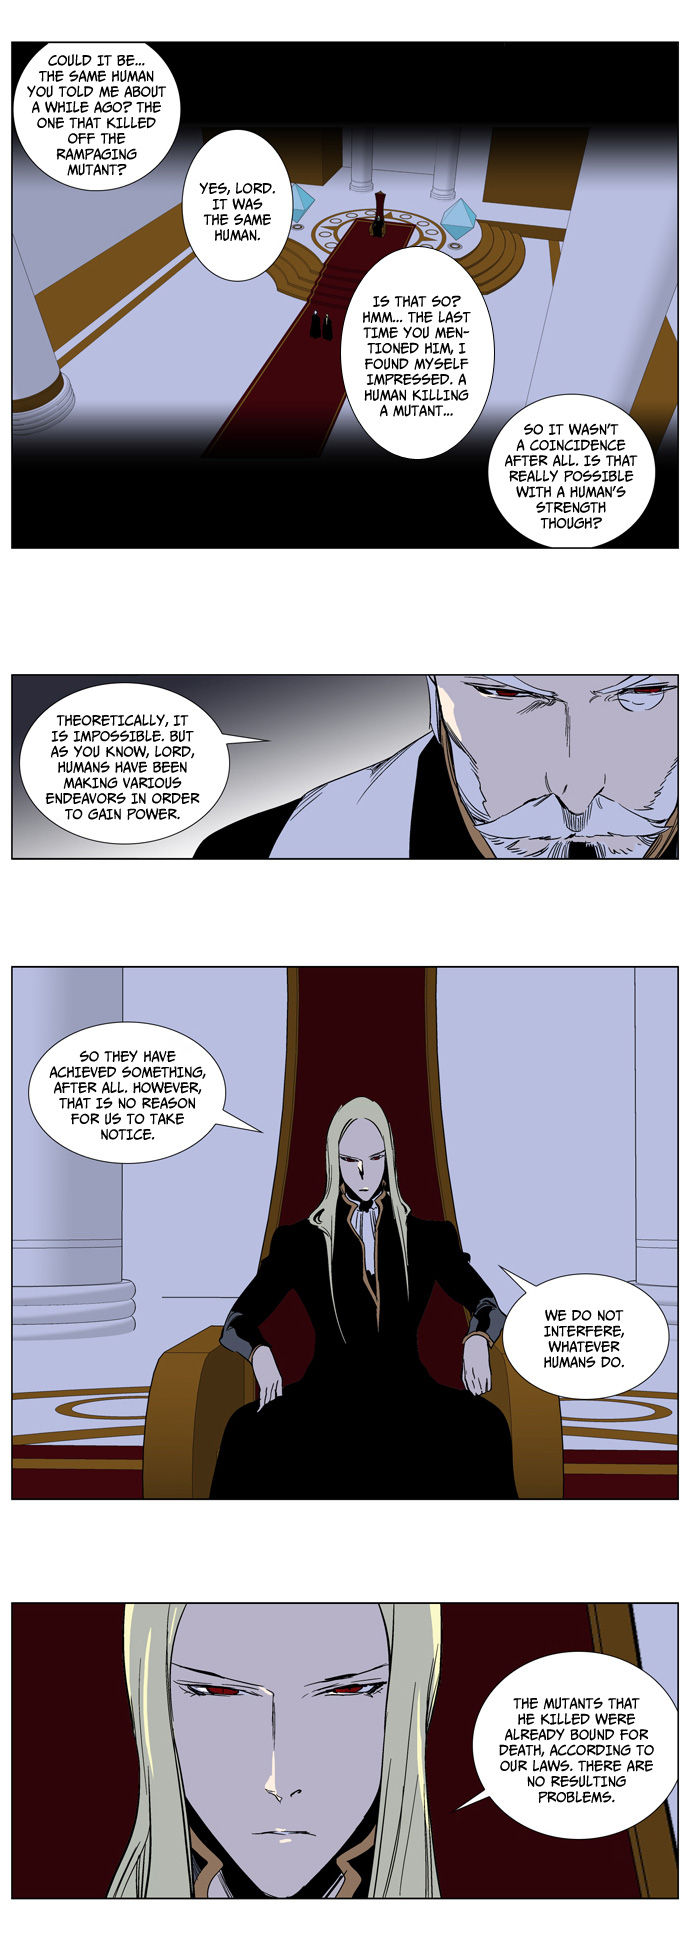 COULD IT BE...
THE SAME HUMAN
YOU TOLD ME ABOUT
A WHILE AGO? THE
ONE THAT KILLED
OFF THE
RAMPAGING
MUTANT?
YES, LORD.
IT WAS
THE SAME
HUMAN.
IS THAT SO?
HMM... THE LAST
TIME YOU MEN-
TIONED HIM, I
FOUND MYSELF
IMPRESSED. A
HUMAN KILLING
A MUTANT...
SO IT WASN'T
A COINCIDENCE
AFTER ALL. IS THAT
REALLY POSSIBLE
WITH A HUMAN'S
STRENGTH
THOUGH?
THEORETICALLY, IT
IS IMPOSSIBLE. BUT
AS YOU KNOW, LORD,
HUMANS HAVE BEEN
MAKING VARIOUS
ENDEAVORS IN ORDER
TO GAIN POWER.
SO THEY HAVE
ACHIEVED SOMETHING,
AFTER ALL. HOWEVER,
THAT IS NO REASON
FOR US TO TAKE
NOTICE.
WE DO NOT
INTERFERE,
WHATEVER
HUMANS DO.
THE MUTANTS THAT
HE KILLED WERE
ALREADY BOUND FOR
DEATH, ACCORDING TO
OUR LAWS. THERE ARE
NO RESULTING
PROBLEMS.